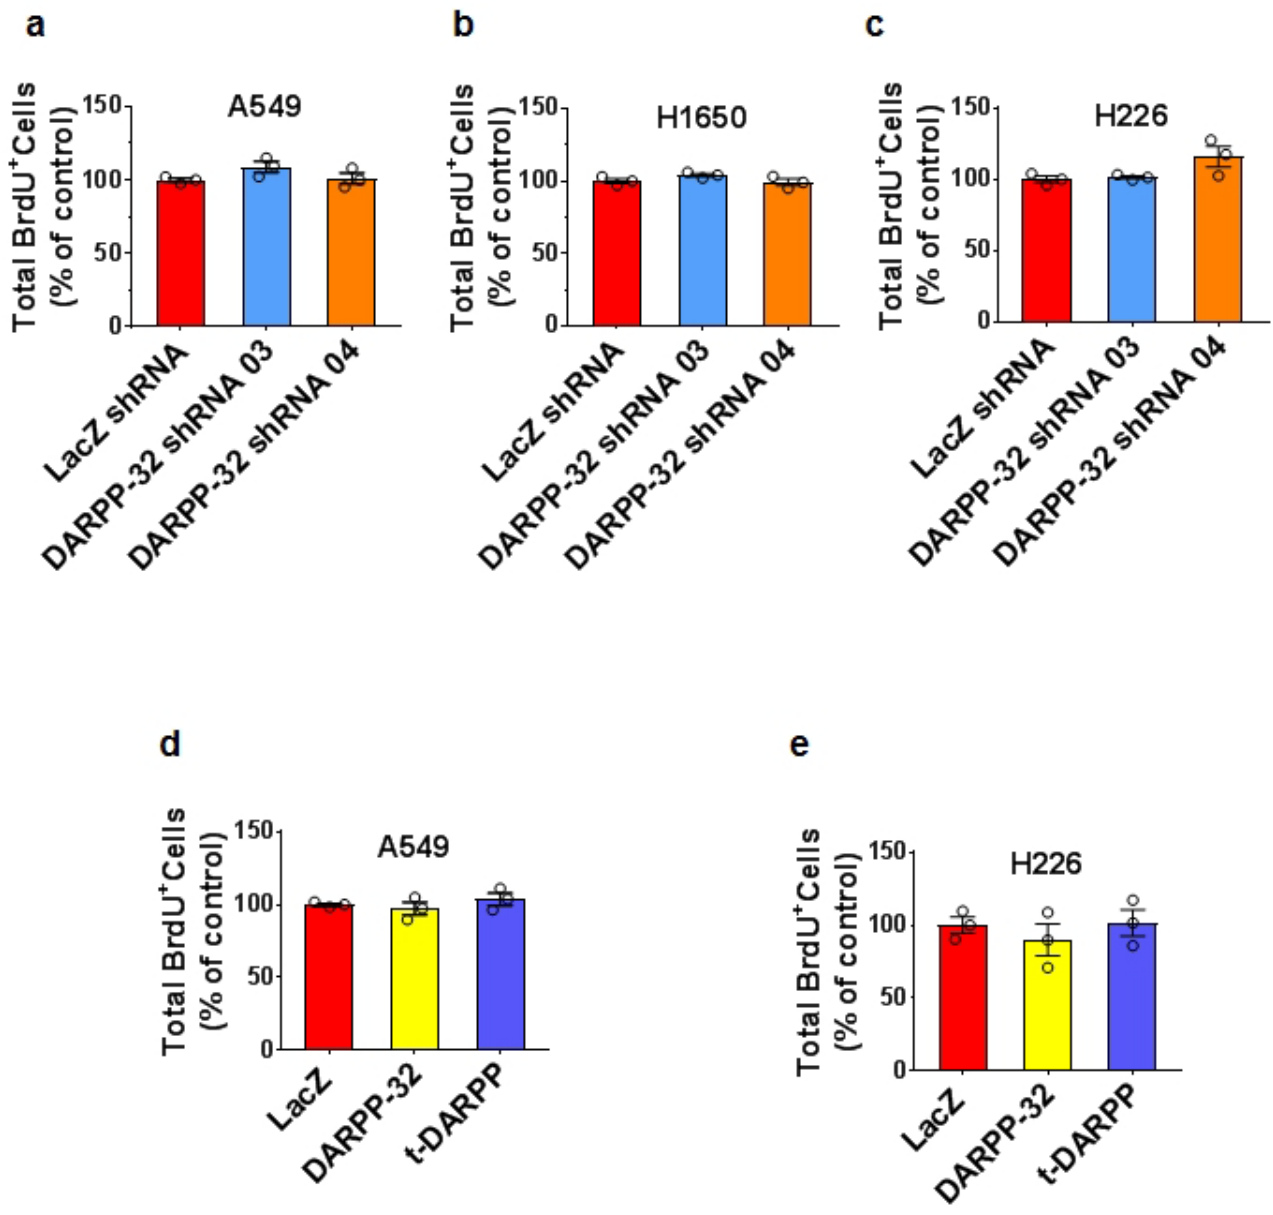 a
A549
Total BrdU⁺Cells
(% of control)
150
100
50
0
LacZ shRNA
DARPP-32 shRNA 03
DARPP-32 shRNA 04
b
H1650
Total BrdU⁺Cells
(% of control)
150
100
50
0
LacZ shRNA
DARPP-32 shRNA 03
DARPP-32 shRNA 04
c
H226
Total BrdU⁺Cells
(% of control)
150
100
50
0
LacZ shRNA
DARPP-32 shRNA 03
DARPP-32 shRNA 04
d
A549
Total BrdU⁺Cells
(% of control)
150
100
50
0
LacZ
DARPP-32
t-DARPP
e
H226
Total BrdU⁺Cells
(% of control)
150
100
50
0
LacZ
DARPP-32
t-DARPP